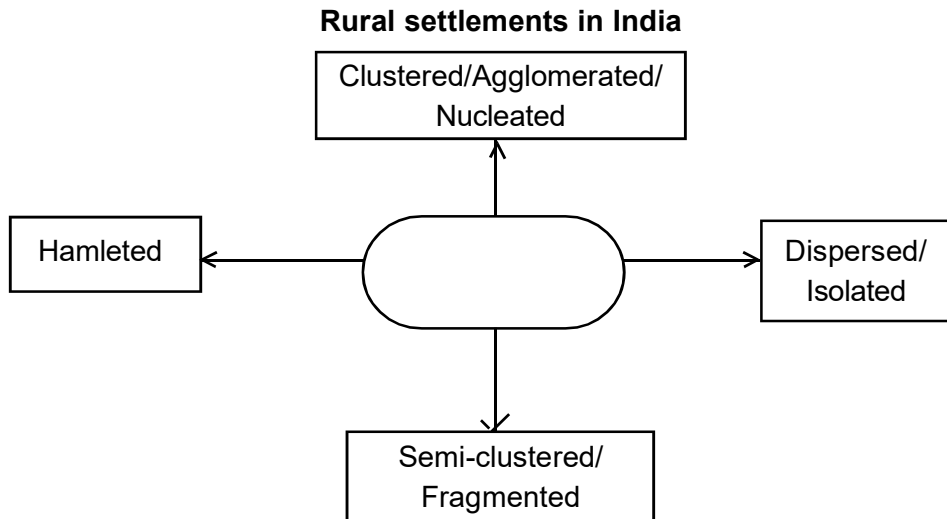 Rural settlements in India
Clustered/Agglomerated/
Nucleated
Hamleted
Dispersed/
Isolated
Semi-clustered/
Fragmented